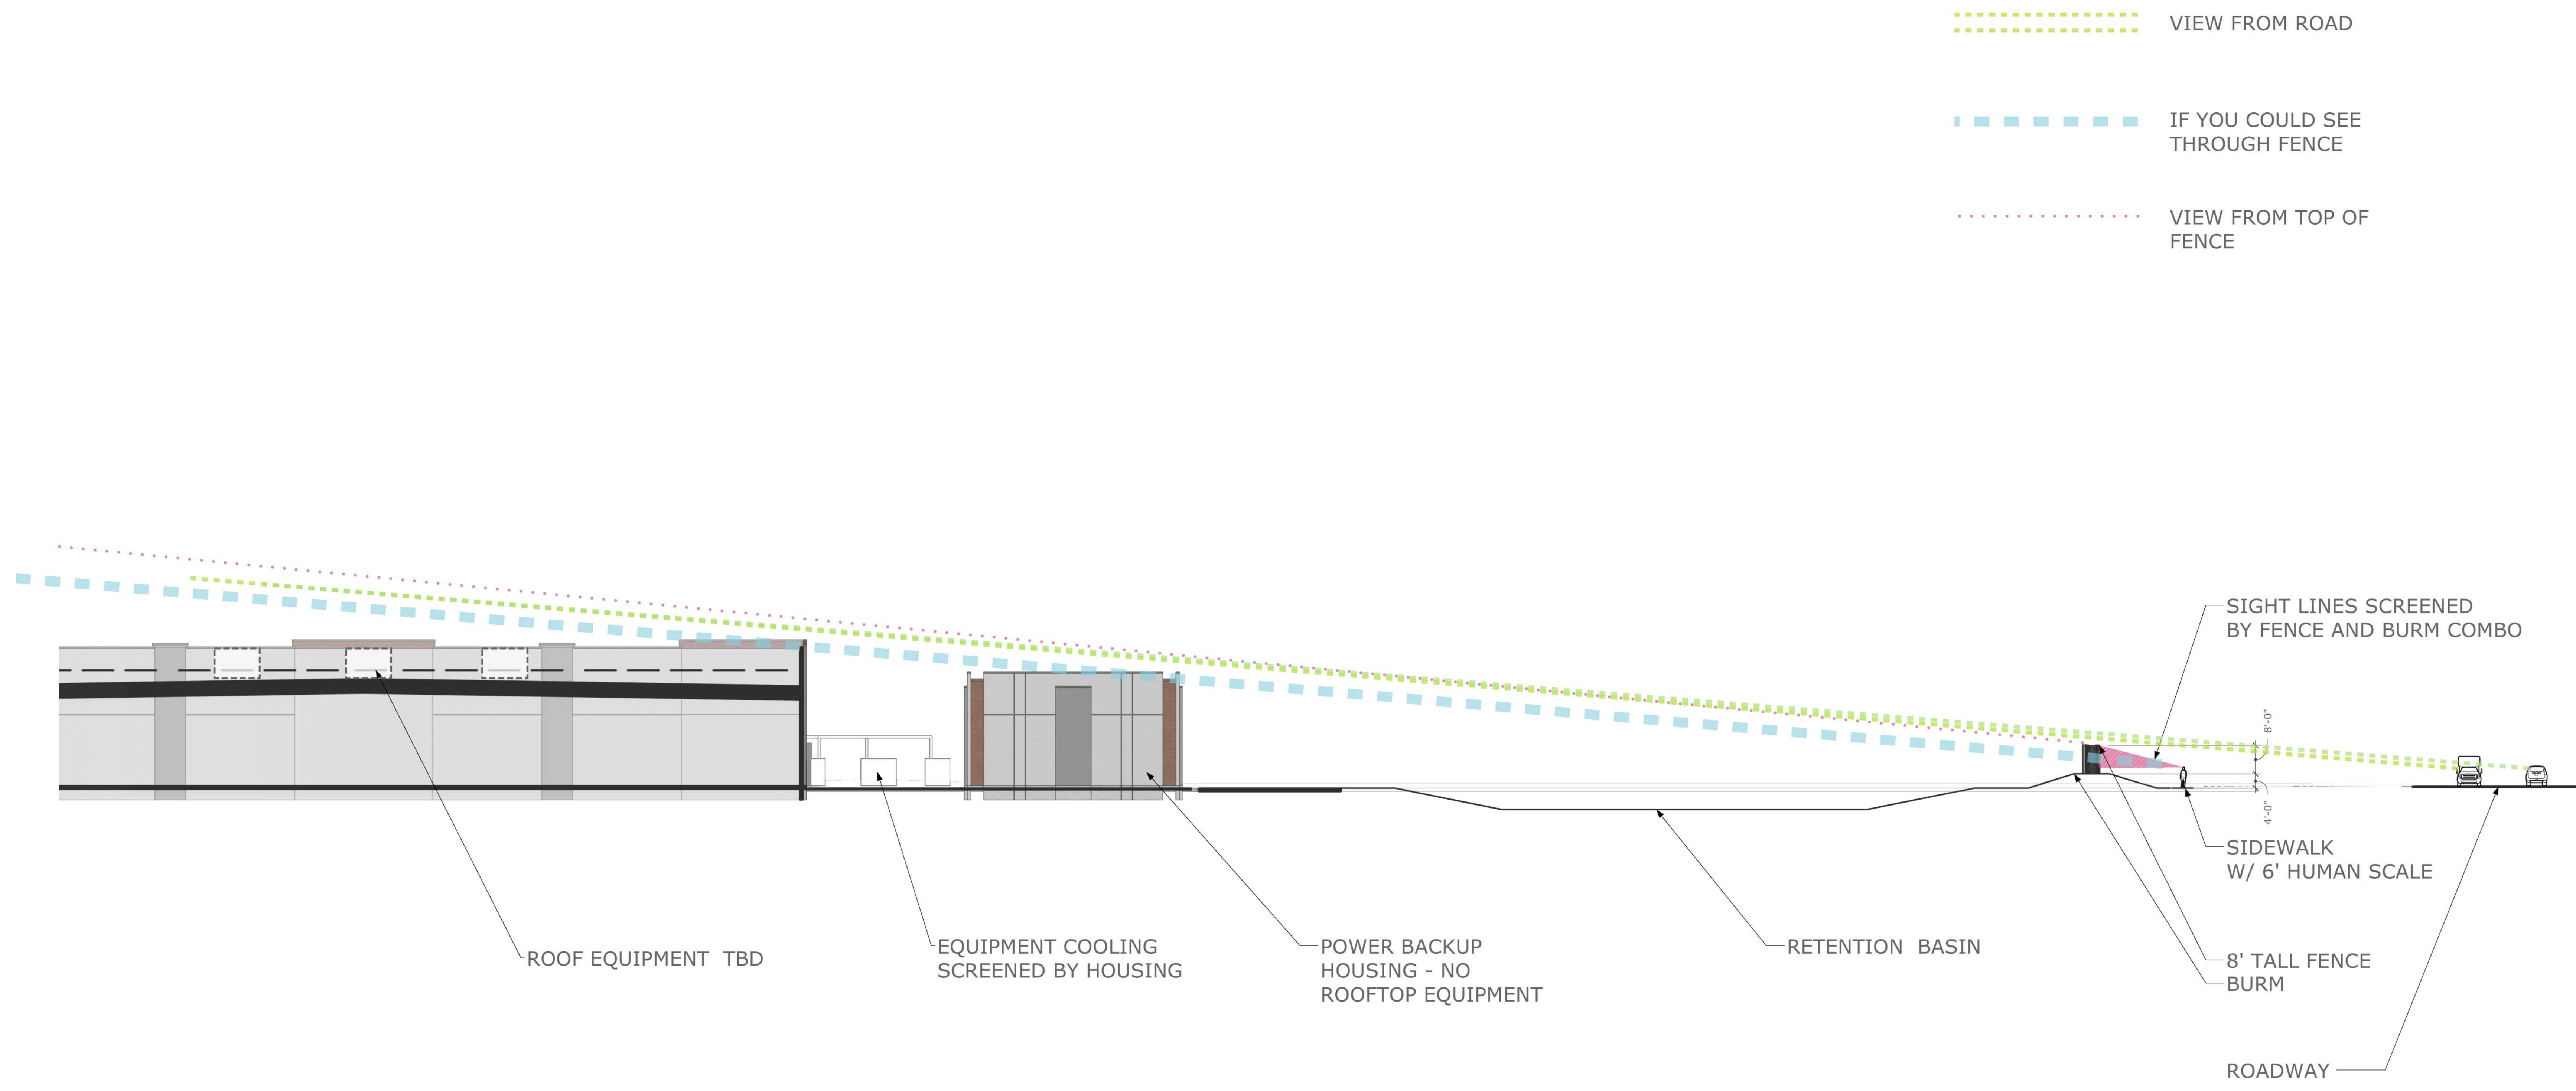 VIEW FROM ROAD
IF YOU COULD SEE
THROUGH FENCE
VIEW FROM TOP OF
FENCE
SIGHT LINES SCREENED
BY FENCE AND BURM COMBO
8'-0"
4'-0"
SIDEWALK
W/ 6' HUMAN SCALE
ROOF EQUIPMENT TBD
EQUIPMENT COOLING
SCREENED BY HOUSING
POWER BACKUP
HOUSING - NO
ROOFTOP EQUIPMENT
RETENTION BASIN
8' TALL FENCE
BURM
ROADWAY